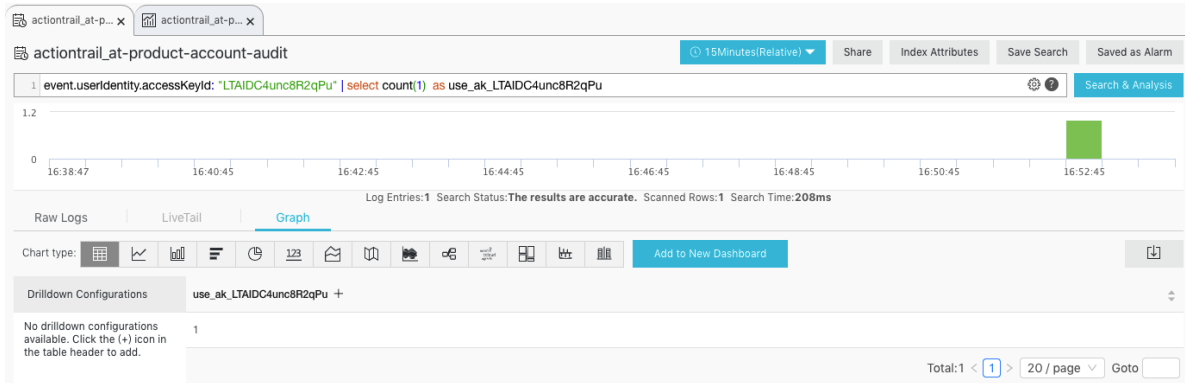 actiontrail_at-p... x actiontrail_at-p... x
actiontrail_at-product-account-audit 15Minutes(Relative) Share Index Attributes Save Search Saved as Alarm
1 event.userIdentity.accessKeyId: "LTAIDC4unc8R2qPu" | select count(1) as use_ak_LTAIDC4unc8R2qPu ? Search & Analysis
1.2
0
16:38:47 16:40:45 16:42:45 16:44:45 16:46:45 16:48:45 16:50:45 16:52:45
Log Entries:1 Search Status:The results are accurate. Scanned Rows:1 Search Time:208ms
Raw Logs LiveTail Graph
Chart type: 123 Add to New Dashboard
Drilldown Configurations use_ak_LTAIDC4unc8R2qPu +
No drilldown configurations
available. Click the (+) icon in
the table header to add.
1
Total:1 < 1 > 20 / page Goto